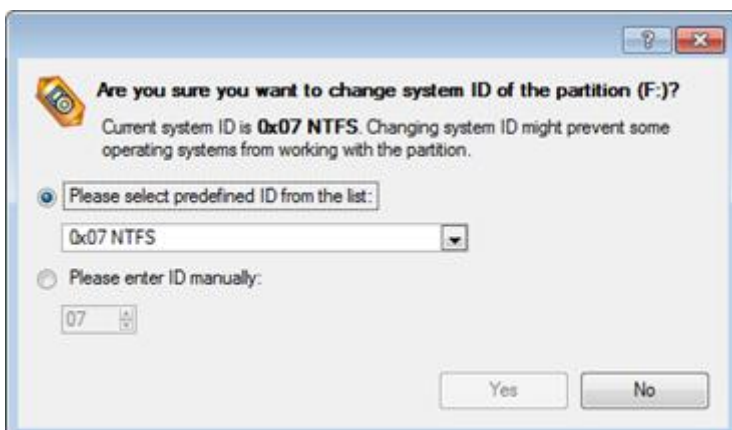 Are you sure you want to change system ID of the partition (F:)?
Current system ID is 0x07 NTFS. Changing system ID might prevent some
operating systems from working with the partition.
Please select predefined ID from the list:
0x07 NTFS
Please enter ID manually:
07
Yes No